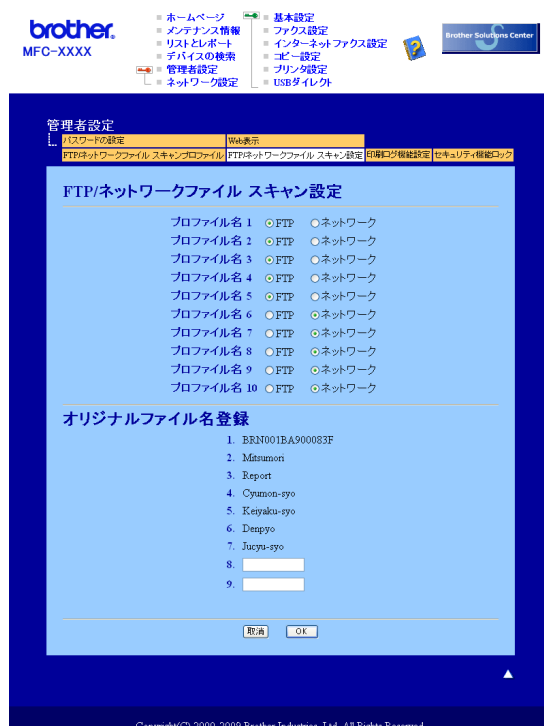 brother.
MFC-XXXX
ホームページ
メンテナンス情報
リストとレポート
デバイスの検索
管理者設定
ネットワーク設定
基本設定
ファクス設定
インターネットファクス設定
コピー設定
プリンタ設定
USBダイレクト
Brother Solutions Center
管理者設定
パスワードの設定 Web表示
FTP/ネットワークファイル スキャンプロファイル FTP/ネットワークファイル スキャン設定 印刷ログ機能設定 セキュリティ機能ロック
FTP/ネットワークファイル スキャン設定
プロファイル名 1 FTP ネットワーク
プロファイル名 2 FTP ネットワーク
プロファイル名 3 FTP ネットワーク
プロファイル名 4 FTP ネットワーク
プロファイル名 5 FTP ネットワーク
プロファイル名 6 FTP ネットワーク
プロファイル名 7 FTP ネットワーク
プロファイル名 8 FTP ネットワーク
プロファイル名 9 FTP ネットワーク
プロファイル名 10 FTP ネットワーク
オリジナルファイル名登録
1. BRN001BA900083F
2. Mitsumori
3. Report
4. Cyumon-syo
5. Keiyaku-syo
6. Denpyo
7. Jucyu-syo
8.
9.
取消 OK
Copyright(C) 2000-2009 Brother Industries, Ltd. All Rights Reserved.